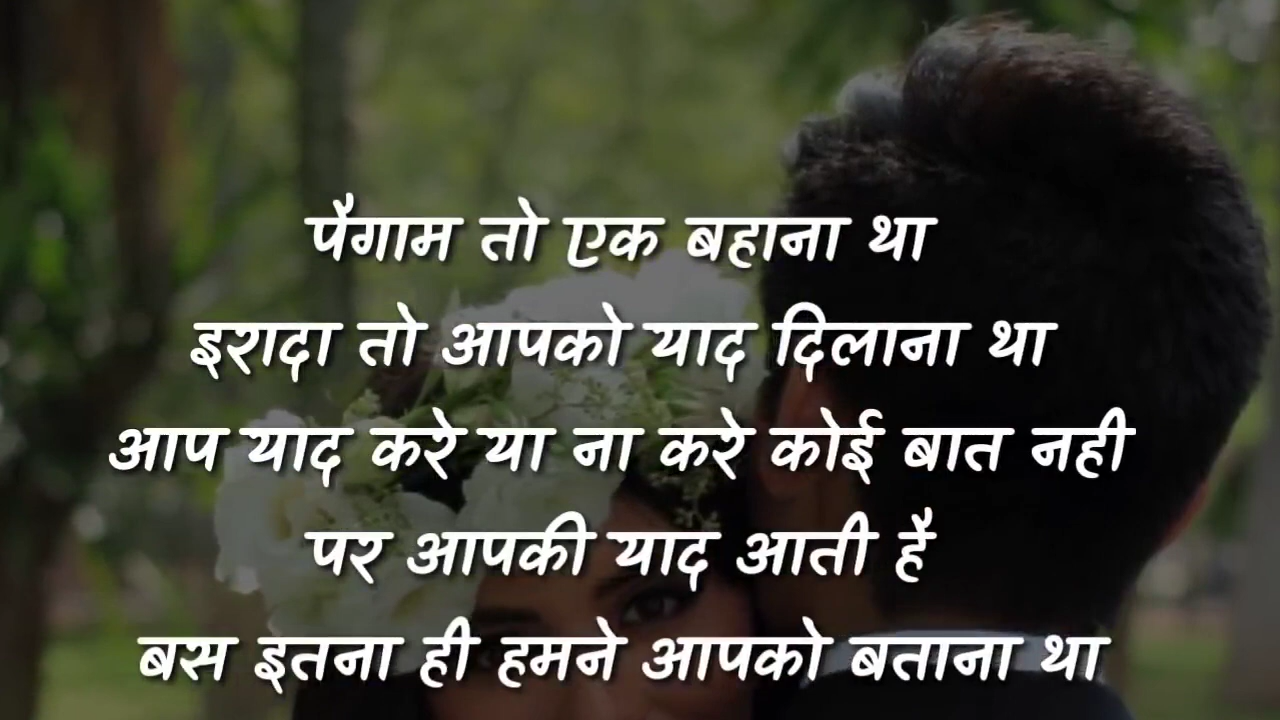 पैगाम तो एक बहाना था
इरादा तो आपको याद दिलाना था
आप याद करे या ना करे कोई बात नही
पर आपकी याद आती है
बस इतना ही हमने आपको बताना था